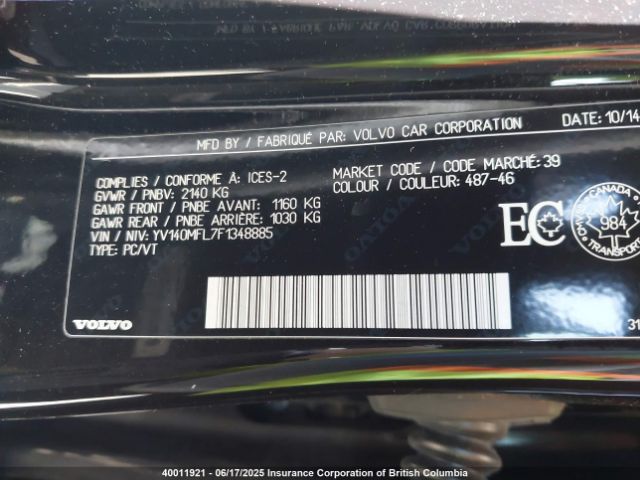 MFD BY / FABRIQUÉ PAR: VOLVO CAR CORPORATION DATE: 10/14
COMPLIES / CONFORME À: ICES-2 MARKET CODE / CODE MARCHÉ: 39
GVWR / PNBV: 2140 KG COLOUR / COULEUR: 487-46
GAWR FRONT / PNBE AVANT: 1160 KG
GAWR REAR / PNBE ARRIÈRE: 1030 KG
VIN / NIV: YV140MFL7F1348885
TYPE: PC/VT
EC
CANADA
984
TRANSPORT
VOLVO
31
40011921 - 06/17/2025 Insurance Corporation of British Columbia